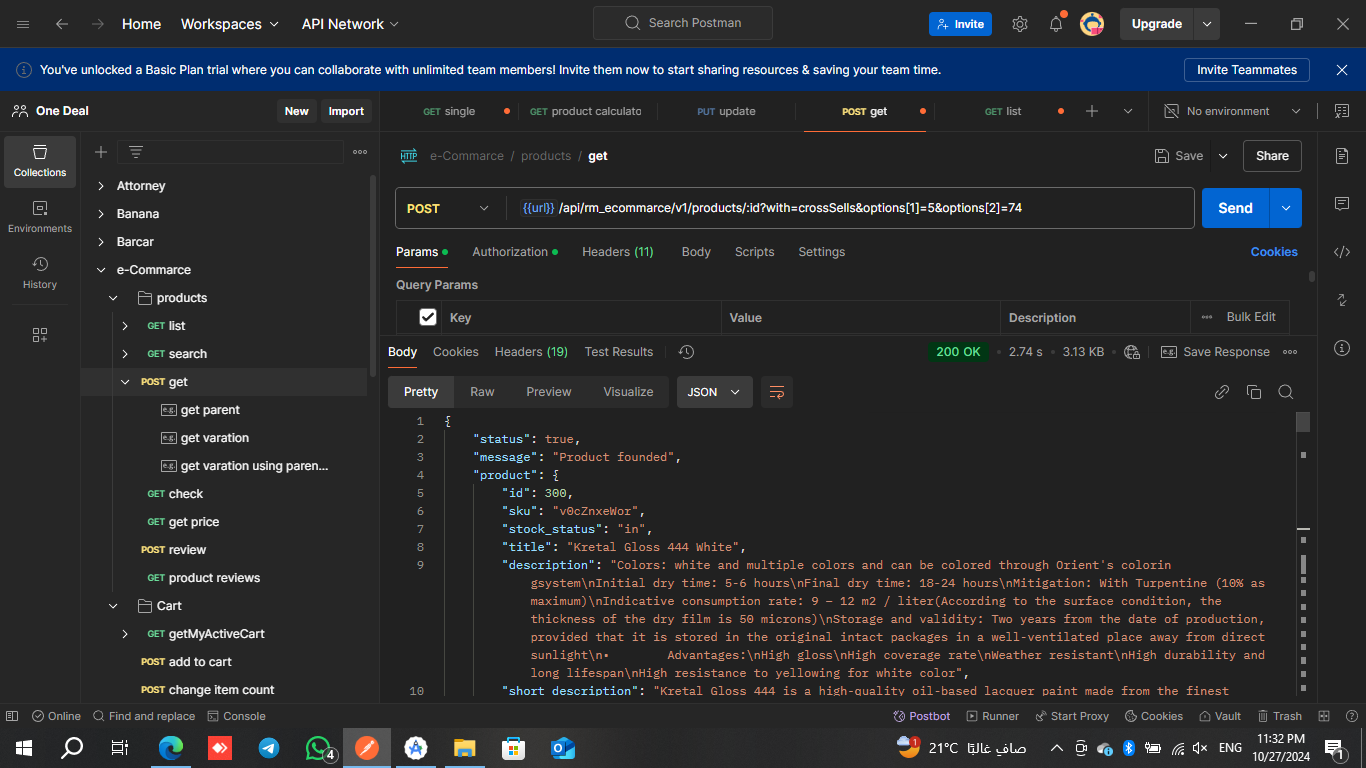 Home Workspaces API Network Search Postman Invite Upgrade
You've unlocked a Basic Plan trial where you can collaborate with unlimited team members! Invite them now to start sharing resources & saving your team time. Invite Teammates
One Deal New Import
GET single GET product calculato PUT update POST get GET list No environment
Collections
Environments
History
Attorney
Banana
Barcar
e-Commarce
products
GET list
GET search
POST get
e.g. get parent
e.g. get varation
e.g. get varation using paren...
GET check
GET get price
POST review
GET product reviews
Cart
GET getMyActiveCart
POST add to cart
POST change item count
HTTP e-Commarce / products / get Save Share
POST {{url}} /api/rm_ecommarce/v1/products/:id?with=crossSells&options[1]=5&options[2]=74 Send
Params Authorization Headers (11) Body Scripts Settings Cookies
Query Params
Key Value Description Bulk Edit
Body Cookies Headers (19) Test Results 200 OK 2.74 s 3.13 KB e.g. Save Response
Pretty Raw Preview Visualize JSON
1 {
2 "status": true,
3 "message": "Product founded",
4 "product": {
5 "id": 300,
6 "sku": "v0cZnxeWor",
7 "stock_status": "in",
8 "title": "Kretal Gloss 444 White",
9 "description": "Colors: white and multiple colors and can be colored through Orient's colorin
gsystem\nInitial dry time: 5-6 hours\nFinal dry time: 18-24 hours\nMitigation: With Turpentine (10% as
maximum)\nIndicative consumption rate: 9 – 12 m2 / liter(According to the surface condition, the
thickness of the dry film is 50 microns)\nStorage and validity: Two years from the date of production,
provided that it is stored in the original intact packages in a well-ventilated place away from direct
sunlight\n• Advantages:\nHigh gloss\nHigh coverage rate\nWeather resistant\nHigh durability and
long lifespan\nHigh resistance to yellowing for white color",
10 "short_description": "Kretal Gloss 444 is a high-quality oil-based lacquer paint made from the finest
Online Find and replace Console Postbot Runner Start Proxy Cookies Vault Trash
4 1 21°C صافٍ غالبًا ENG 11:32 PM
10/27/2024 1